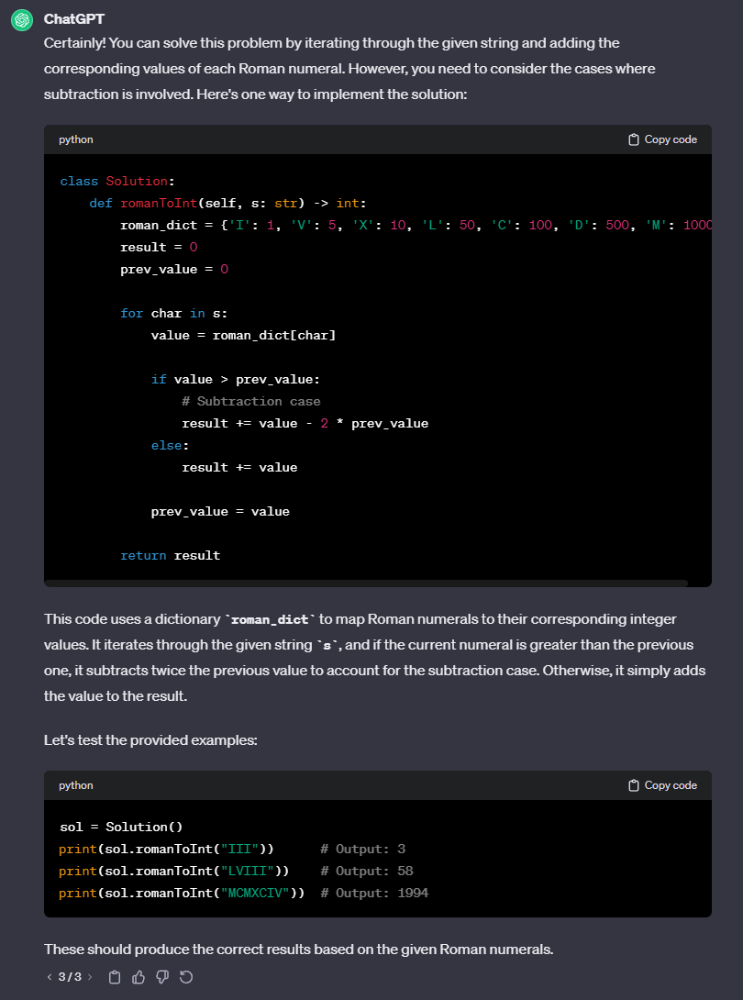 ChatGPT
Certainly! You can solve this problem by iterating through the given string and adding the
corresponding values of each Roman numeral. However, you need to consider the cases where
subtraction is involved. Here's one way to implement the solution:
python
Copy code
class Solution:
    def romanToInt(self, s: str) -> int:
        roman_dict = {'I': 1, 'V': 5, 'X': 10, 'L': 50, 'C': 100, 'D': 500, 'M': 1000
        result = 0
        prev_value = 0
        for char in s:
            value = roman_dict[char]
            if value > prev_value:
                # Subtraction case
                result += value - 2 * prev_value
            else:
                result += value
            prev_value = value
        return result
This code uses a dictionary `roman_dict` to map Roman numerals to their corresponding integer
values. It iterates through the given string `s`, and if the current numeral is greater than the previous
one, it subtracts twice the previous value to account for the subtraction case. Otherwise, it simply adds
the value to the result.
Let's test the provided examples:
python
Copy code
sol = Solution()
print(sol.romanToInt("III"))      # Output: 3
print(sol.romanToInt("LVIII"))    # Output: 58
print(sol.romanToInt("MCMXCIV"))  # Output: 1994
These should produce the correct results based on the given Roman numerals.
< 3 / 3 >